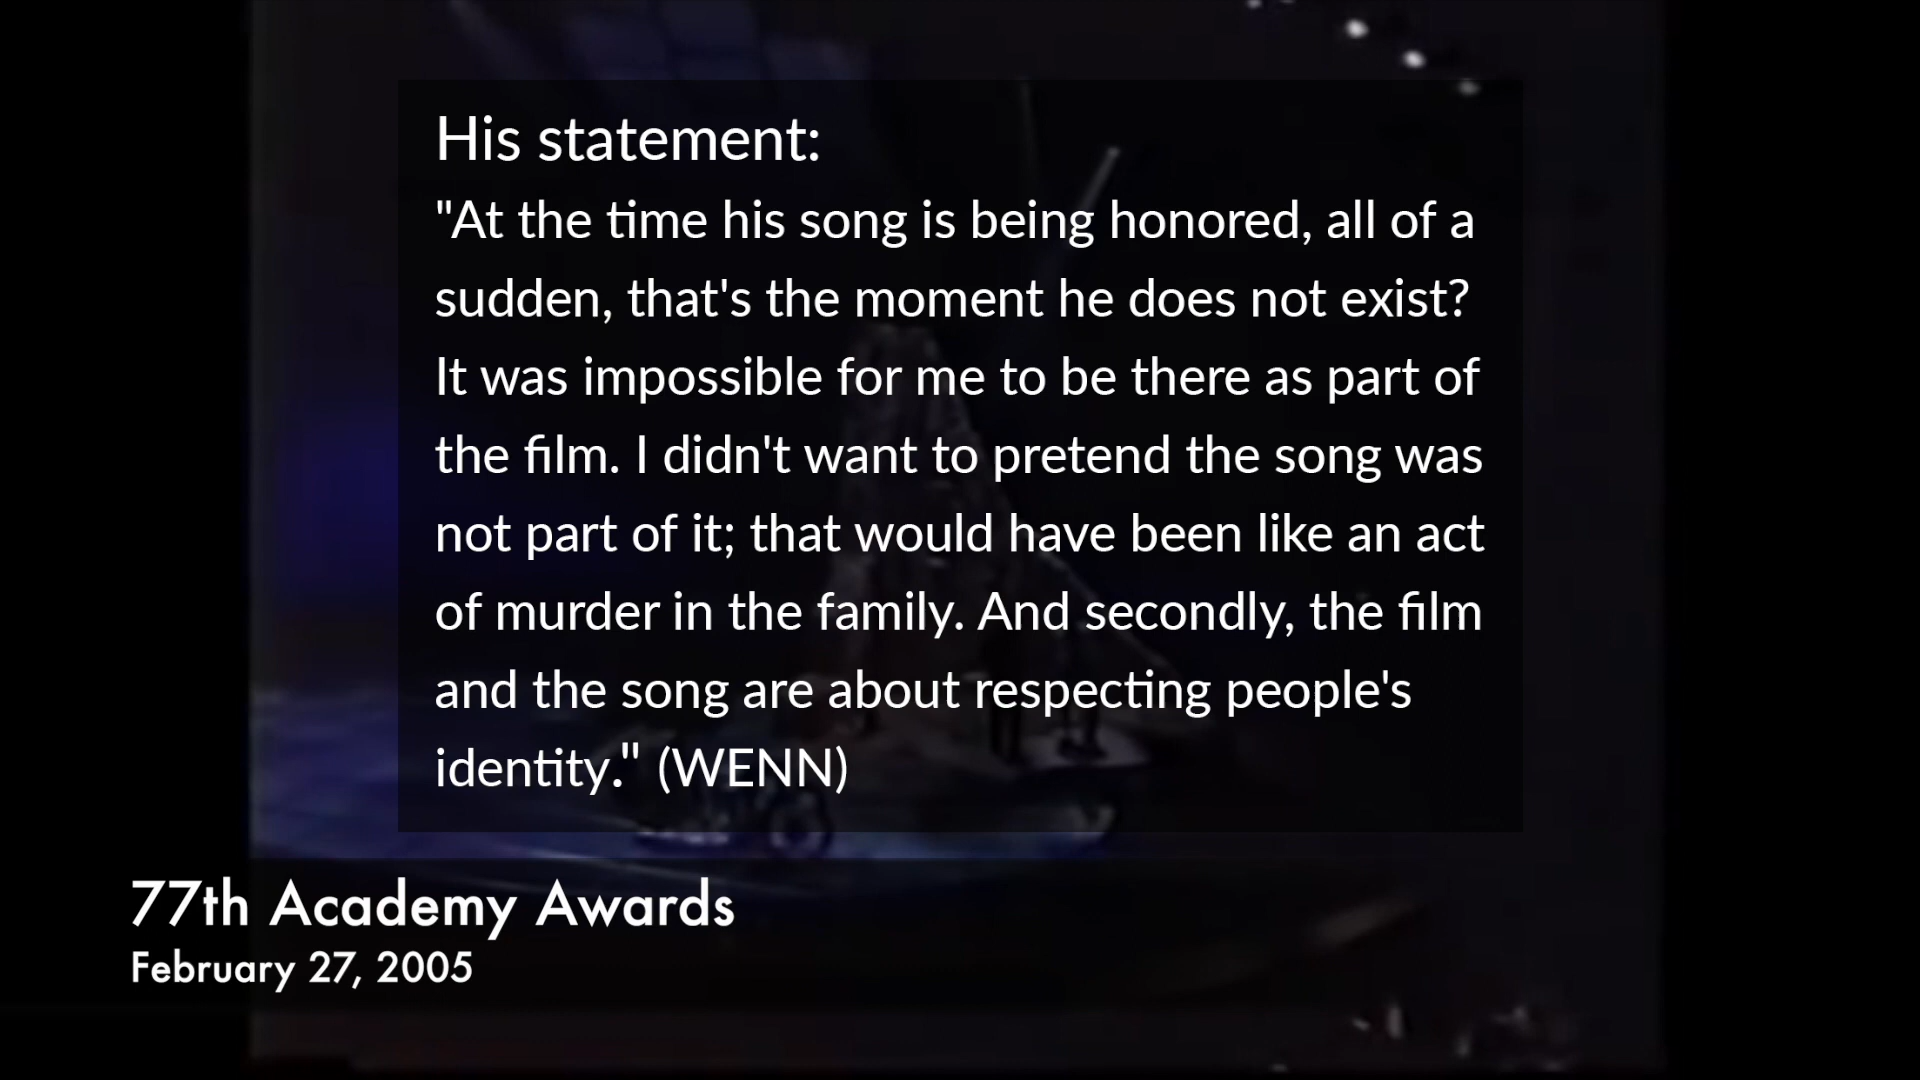 His statement:
"At the time his song is being honored, all of a
sudden, that's the moment he does not exist?
It was impossible for me to be there as part of
the film. I didn't want to pretend the song was
not part of it; that would have been like an act
of murder in the family. And secondly, the film
and the song are about respecting people's
identity." (WENN)
77th Academy Awards
February 27, 2005